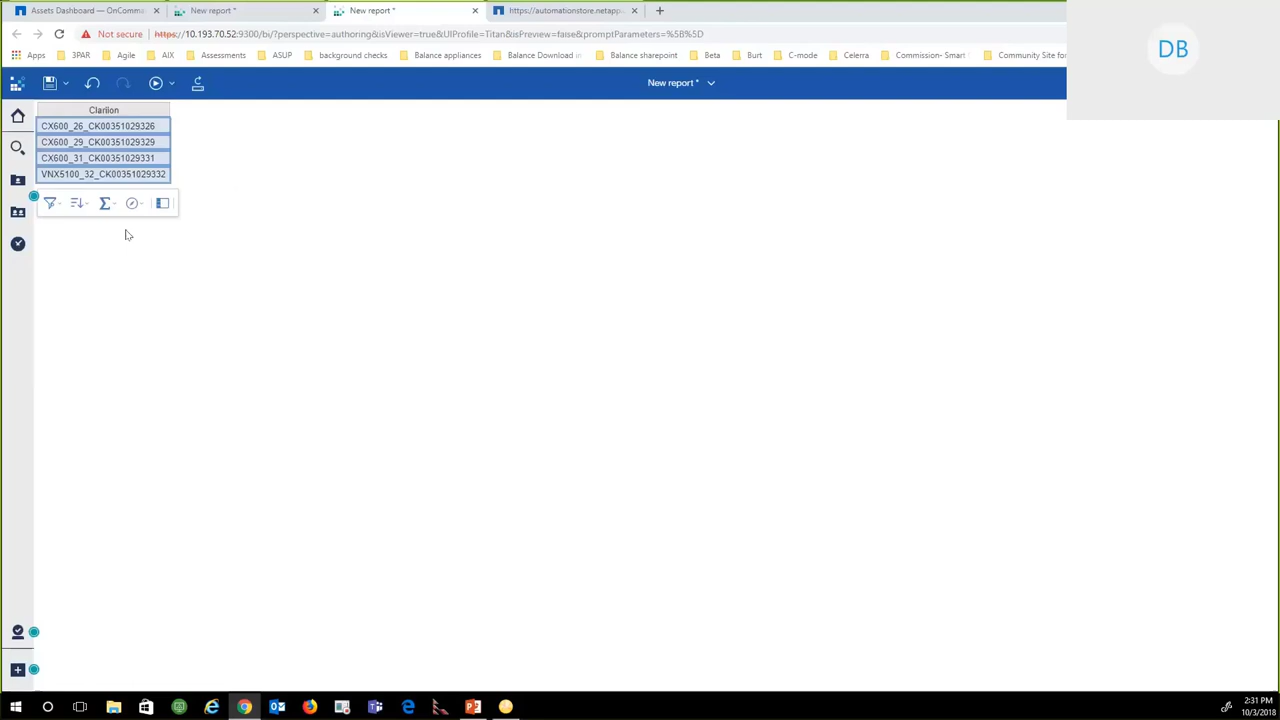 Assets Dashboard — OnComma
New report *
New report *
https://automationstore.netapp.
DB
Not secure
https://10.193.70.52:9300/bi/?perspective=authoring&isViewer=true&UIProfile=Titan&isPreview=false&promptParameters=%5B%5D
Apps
3PAR
Agile
AIX
Assessments
ASUP
background checks
Balance appliances
Balance Download in
Balance sharepoint
Beta
Burt
C-mode
Celerra
Commission- Smart
Community Site for
New report *
Clariion
CX600_26_CK00351029326
CX600_29_CK00351029329
CX600_31_CK00351029331
VNX5100_32_CK00351029332
2:31 PM
10/3/2018